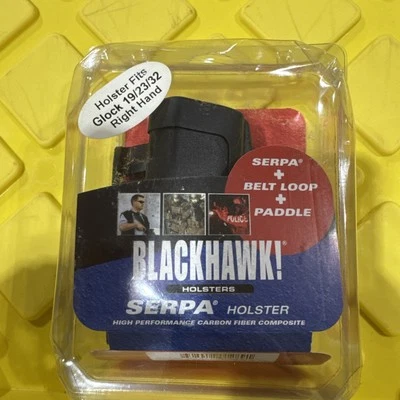 Holster Fits
Glock 19/23/32
Right Hand
SERPA®
+
BELT LOOP
+
PADDLE
POLICE
BLACKHAWK!®
HOLSTERS
SERPA® HOLSTER
HIGH PERFORMANCE CARBON FIBER COMPOSITE